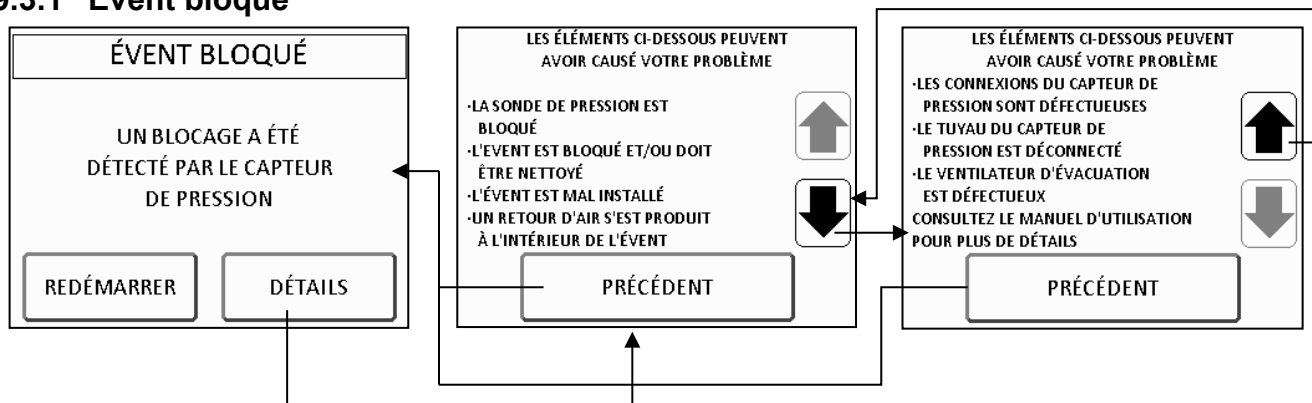 9.3.1 Évent bloqué
ÉVENT BLOQUÉ
UN BLOCAGE A ÉTÉ
DÉTECTÉ PAR LE CAPTEUR
DE PRESSION
REDÉMARRER
DÉTAILS
LES ÉLÉMENTS CI-DESSOUS PEUVENT
AVOIR CAUSÉ VOTRE PROBLÈME
·LA SONDE DE PRESSION EST
BLOQUÉ
·L'EVENT EST BLOQUÉ ET/OU DOIT
ÊTRE NETTOYÉ
·L'ÉVENT EST MAL INSTALLÉ
·UN RETOUR D'AIR S'EST PRODUIT
À L'INTÉRIEUR DE L'ÉVENT
PRÉCÉDENT
LES ÉLÉMENTS CI-DESSOUS PEUVENT
AVOIR CAUSÉ VOTRE PROBLÈME
·LES CONNEXIONS DU CAPTEUR DE
PRESSION SONT DÉFECTUEUSES
·LE TUYAU DU CAPTEUR DE
PRESSION EST DÉCONNECTÉ
·LE VENTILATEUR D'ÉVACUATION
EST DÉFECTUEUX
CONSULTEZ LE MANUEL D'UTILISATION
POUR PLUS DE DÉTAILS
PRÉCÉDENT